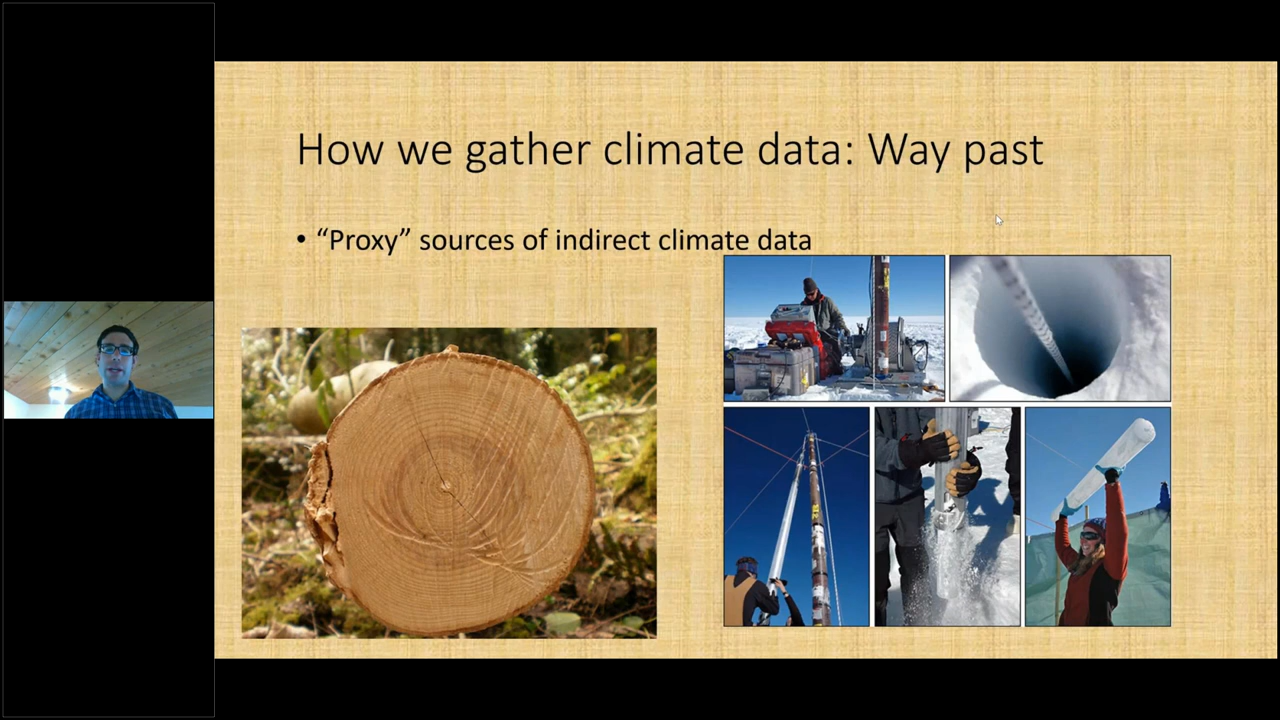 How we gather climate data: Way past
• “Proxy” sources of indirect climate data